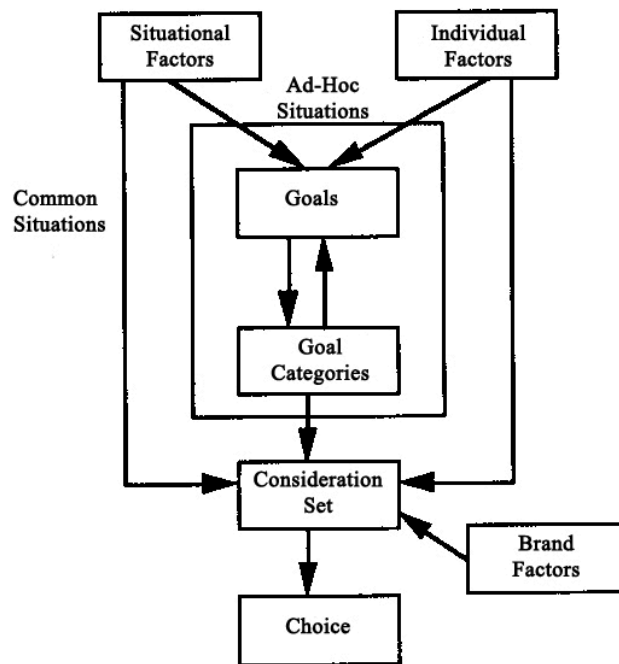 Situational
Factors
Individual
Factors
Ad-Hoc
Situations
Common
Situations
Goals
Goal
Categories
Consideration
Set
Brand
Factors
Choice